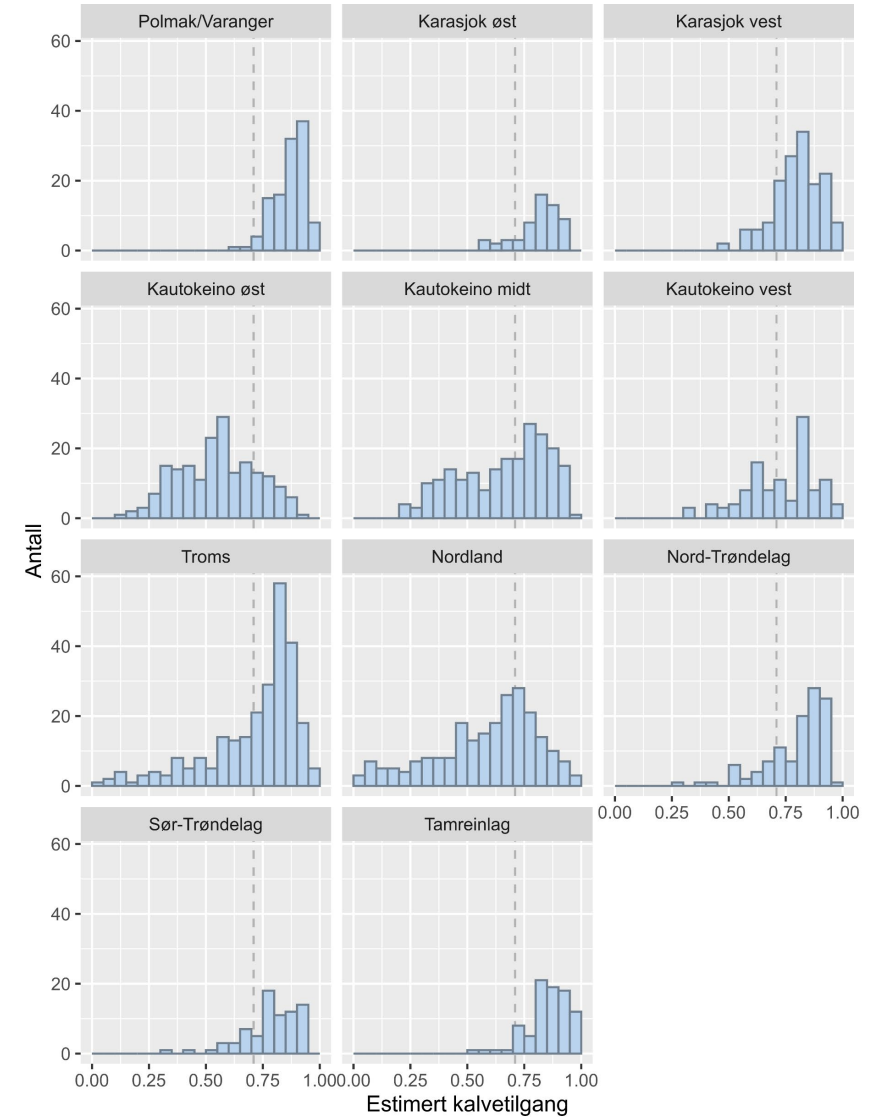 Polmak/Varanger Karasjok øst Karasjok vest
60
40
20
0
Kautokeino øst Kautokeino midt Kautokeino vest
60
40
20
0
Antall
Troms Nordland Nord-Trøndelag
60
40
20
0
0.00 0.25 0.50 0.75 1.00
Sør-Trøndelag Tamreinlag
60
40
20
0
0.00 0.25 0.50 0.75 1.00 0.00 0.25 0.50 0.75 1.00
Estimert kalvetilgang